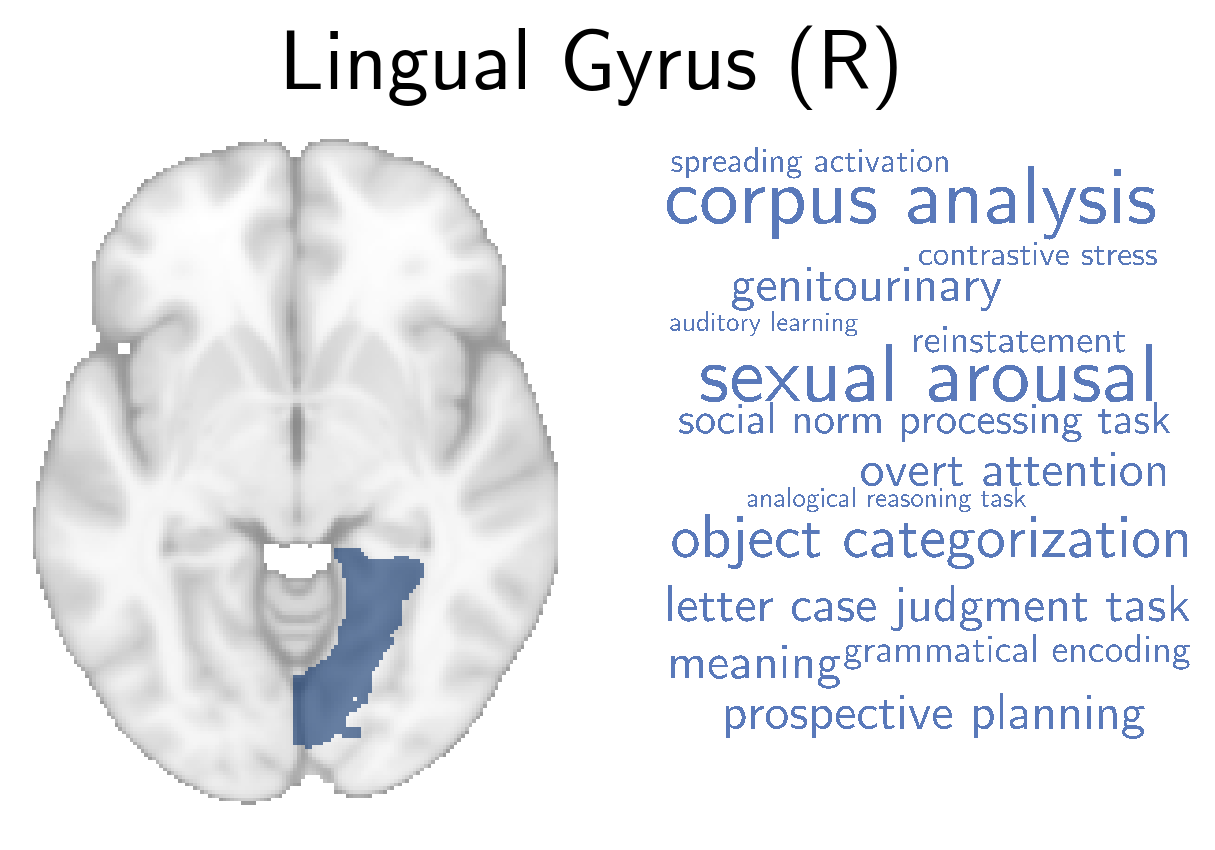 Lingual Gyrus (R)
spreading activation
corpus analysis
contrastive stress
genitourinary
auditory learning
reinstatement
sexual arousal
social norm processing task
overt attention
analogical reasoning task
object categorization
letter case judgment task
grammatical encoding
meaning
prospective planning